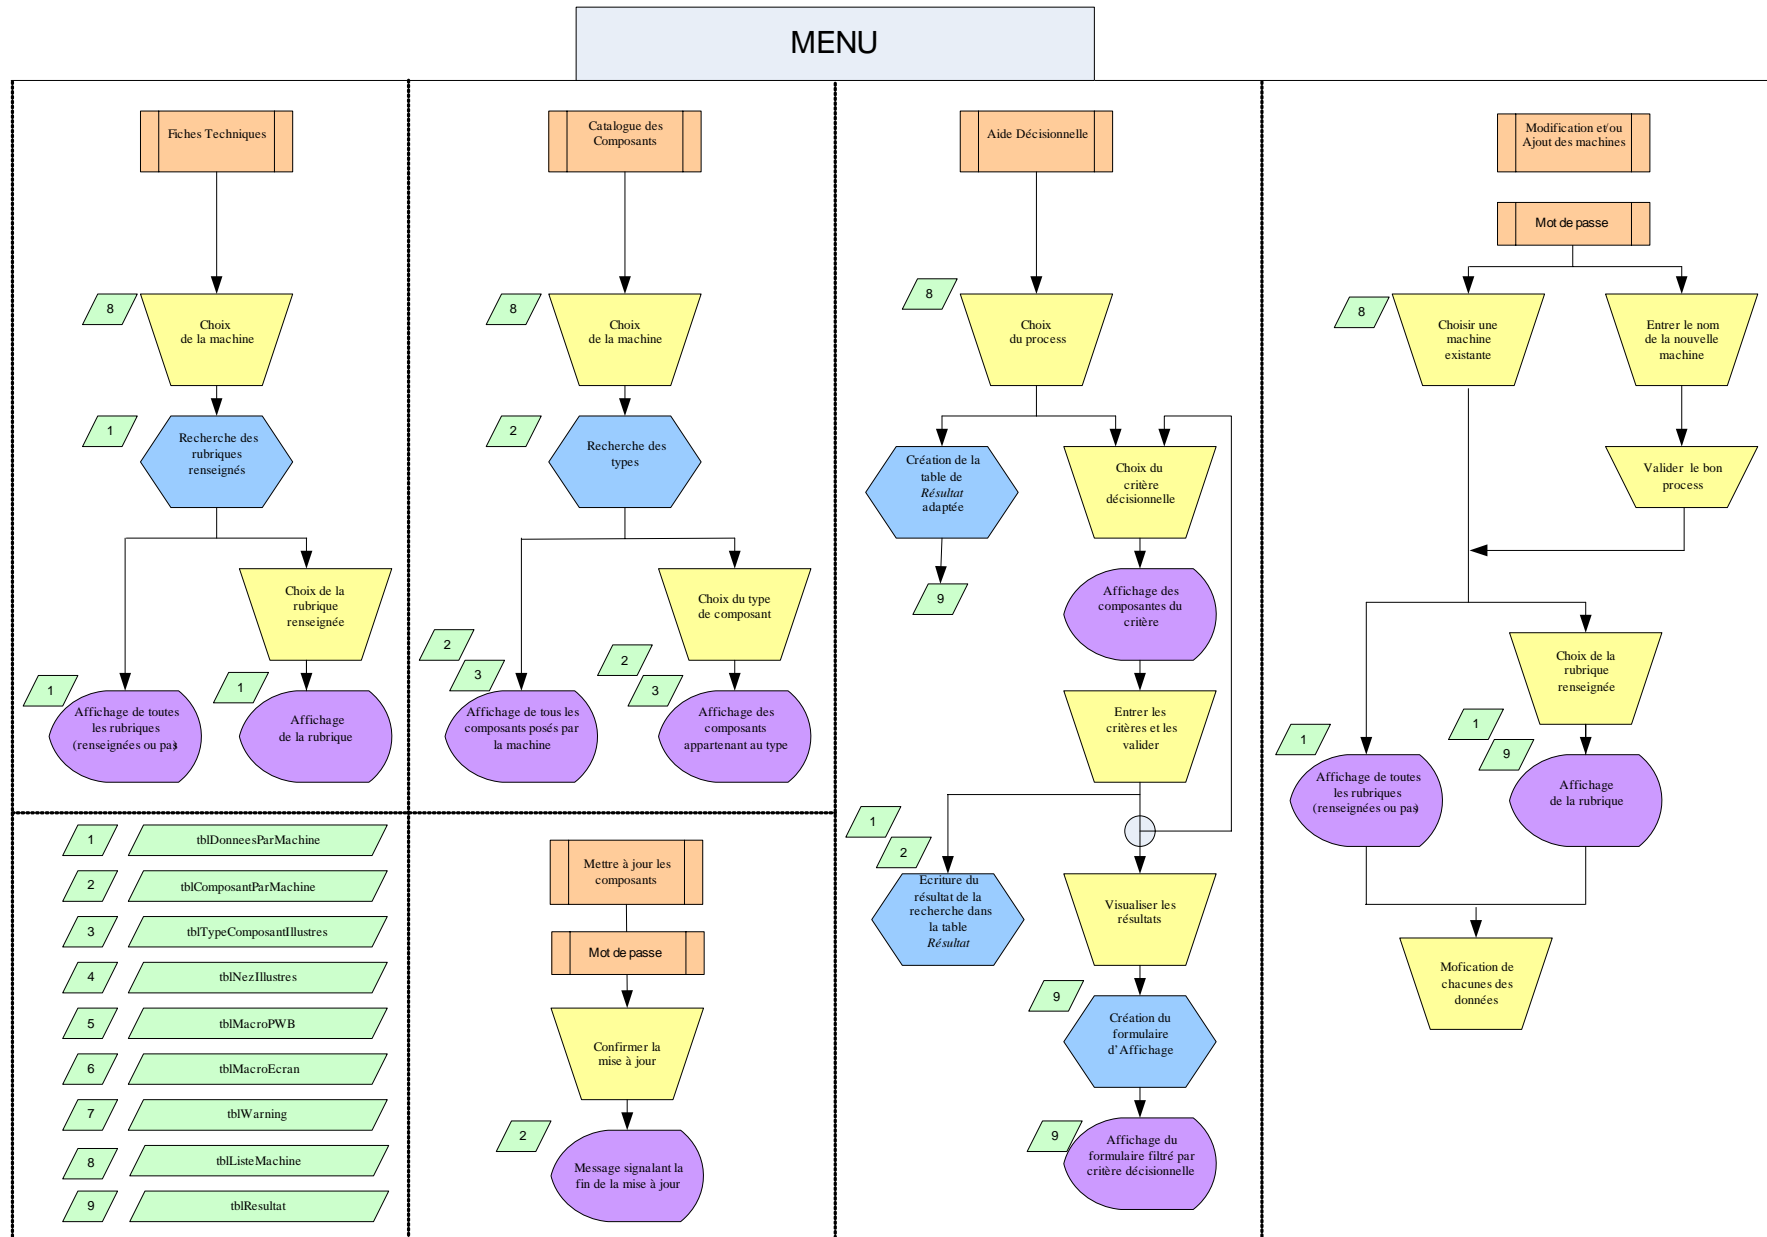 MENU
Fiches Techniques
8
Choix
de la machine
1
Recherche des
rubriques
renseignés
Choix de la
rubrique
renseignée
1
Affichage de toutes
les rubriques
(renseignées ou pas)
1
Affichage
de la rubrique
Catalogue des
Composants
8
Choix
de la machine
2
Recherche des
types
Choix du type
de composant
2
3
Affichage de tous les
composants posés par
la machine
2
3
Affichage des
composants
appartenant au type
Aide Décisionnelle
8
Choix
du process
Création de la
table de
Résultat
adaptée
9
Choix du
critère
décisionnelle
Affichage des
composantes du
critère
Entrer les
critères et les
valider
1
2
Ecriture du
résultat de la
recherche dans
la table
Résultat
Visualiser les
résultats
9
Création du
formulaire
d'Affichage
9
Affichage du
formulaire filtré par
critère décisionnelle
Modification et/ou
Ajout des machines
Mot de passe
8
Choisir une
machine
existante
Entrer le nom
de la nouvelle
machine
Valider le bon
process
Choix de la
rubrique
renseignée
1
Affichage de toutes
les rubriques
(renseignées ou pas)
1
9
Affichage
de la rubrique
Mofication de
chacunes des
données
1 tblDonneesParMachine
2 tblComposantParMachine
3 tblTypeComposantIllustres
4 tblNezIllustres
5 tblMacroPWB
6 tblMacroEcran
7 tblWarning
8 tblListeMachine
9 tblResultat
Mettre à jour les
composants
Mot de passe
Confirmer la
mise à jour
2
Message signalant la
fin de la mise à jour